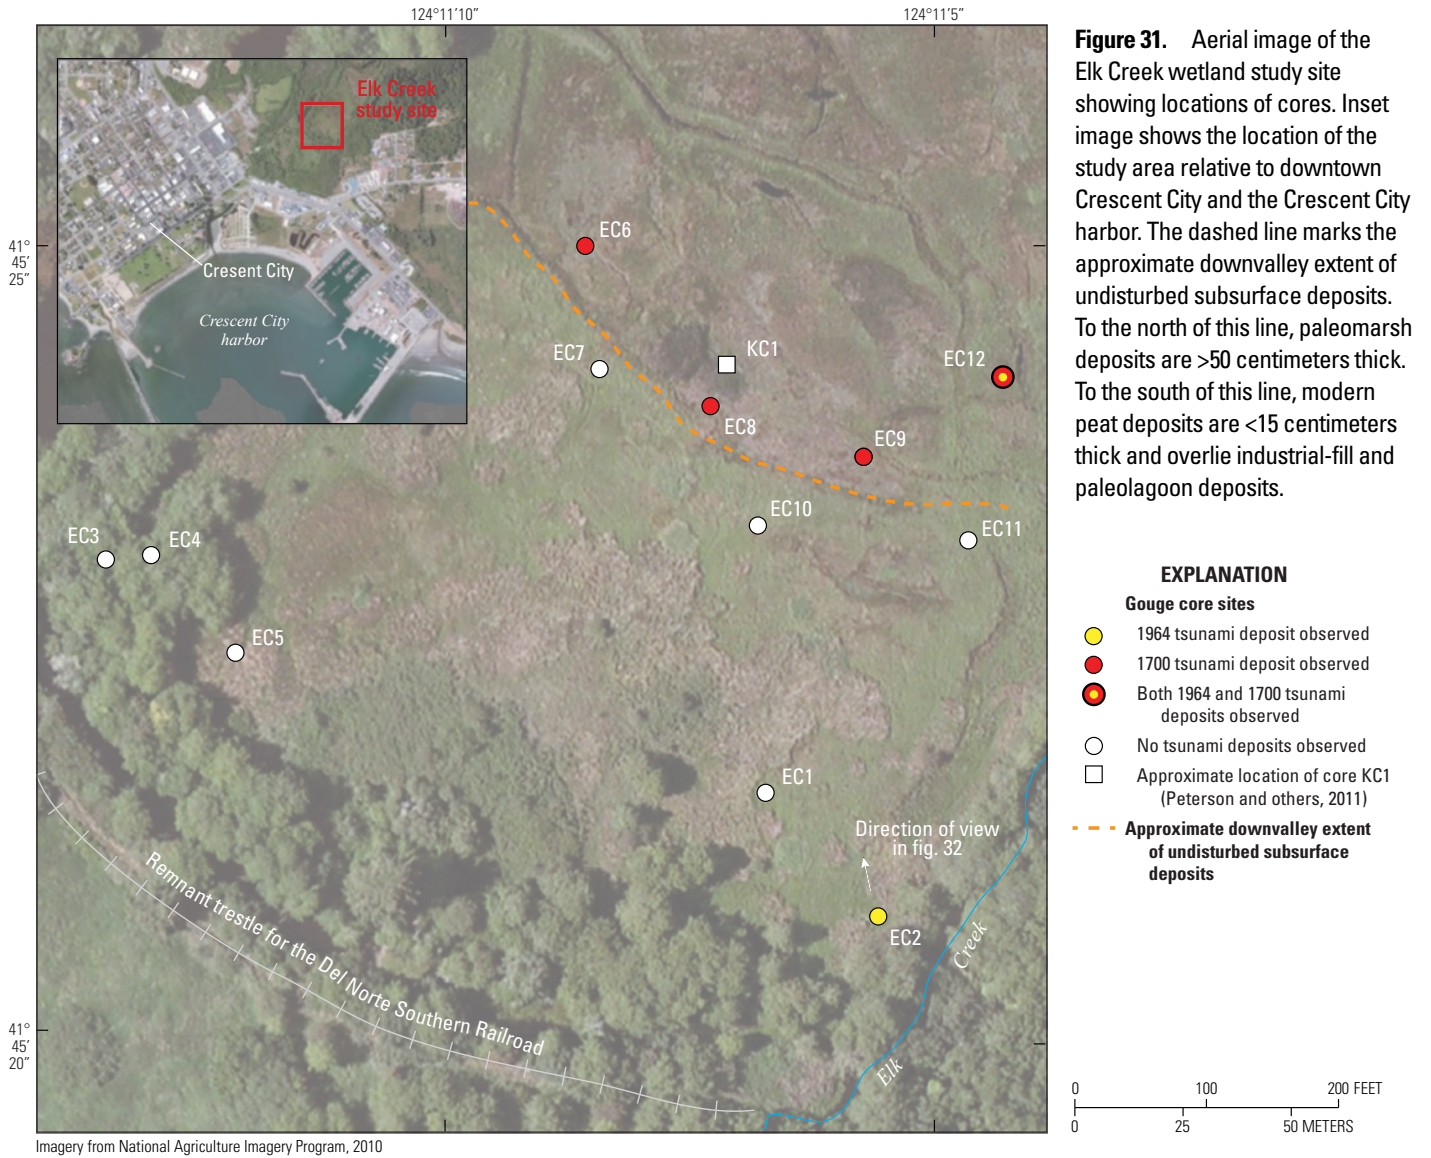 124°11′10″
124°11′5″
Elk Creek
study site
Cresent City
Crescent City
harbor
41°
45′
25″
EC6
EC7
KC1
EC12
EC8
EC9
EC10
EC11
EC3
EC4
EC5
EC1
Direction of view
in fig. 32
EC2
Remnant trestle for the Del Norte Southern Railroad
Elk
Creek
41°
45′
20″
Imagery from National Agriculture Imagery Program, 2010
Figure 31. Aerial image of the
Elk Creek wetland study site
showing locations of cores. Inset
image shows the location of the
study area relative to downtown
Crescent City and the Crescent City
harbor. The dashed line marks the
approximate downvalley extent of
undisturbed subsurface deposits.
To the north of this line, paleomarsh
deposits are >50 centimeters thick.
To the south of this line, modern
peat deposits are <15 centimeters
thick and overlie industrial-fill and
paleolagoon deposits.
EXPLANATION
Gouge core sites
1964 tsunami deposit observed
1700 tsunami deposit observed
Both 1964 and 1700 tsunami
deposits observed
No tsunami deposits observed
Approximate location of core KC1
(Peterson and others, 2011)
Approximate downvalley extent
of undisturbed subsurface
deposits
0 100 200 FEET
0 25 50 METERS